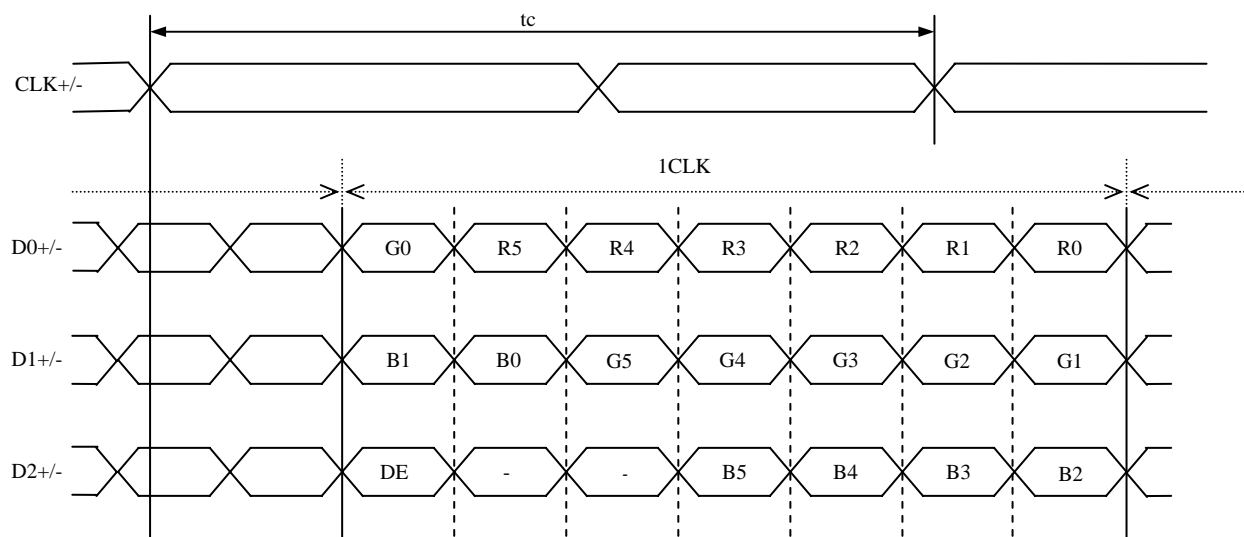 tc
CLK+/-
1CLK
D0+/- G0 R5 R4 R3 R2 R1 R0
D1+/- B1 B0 G5 G4 G3 G2 G1
D2+/- DE - - B5 B4 B3 B2